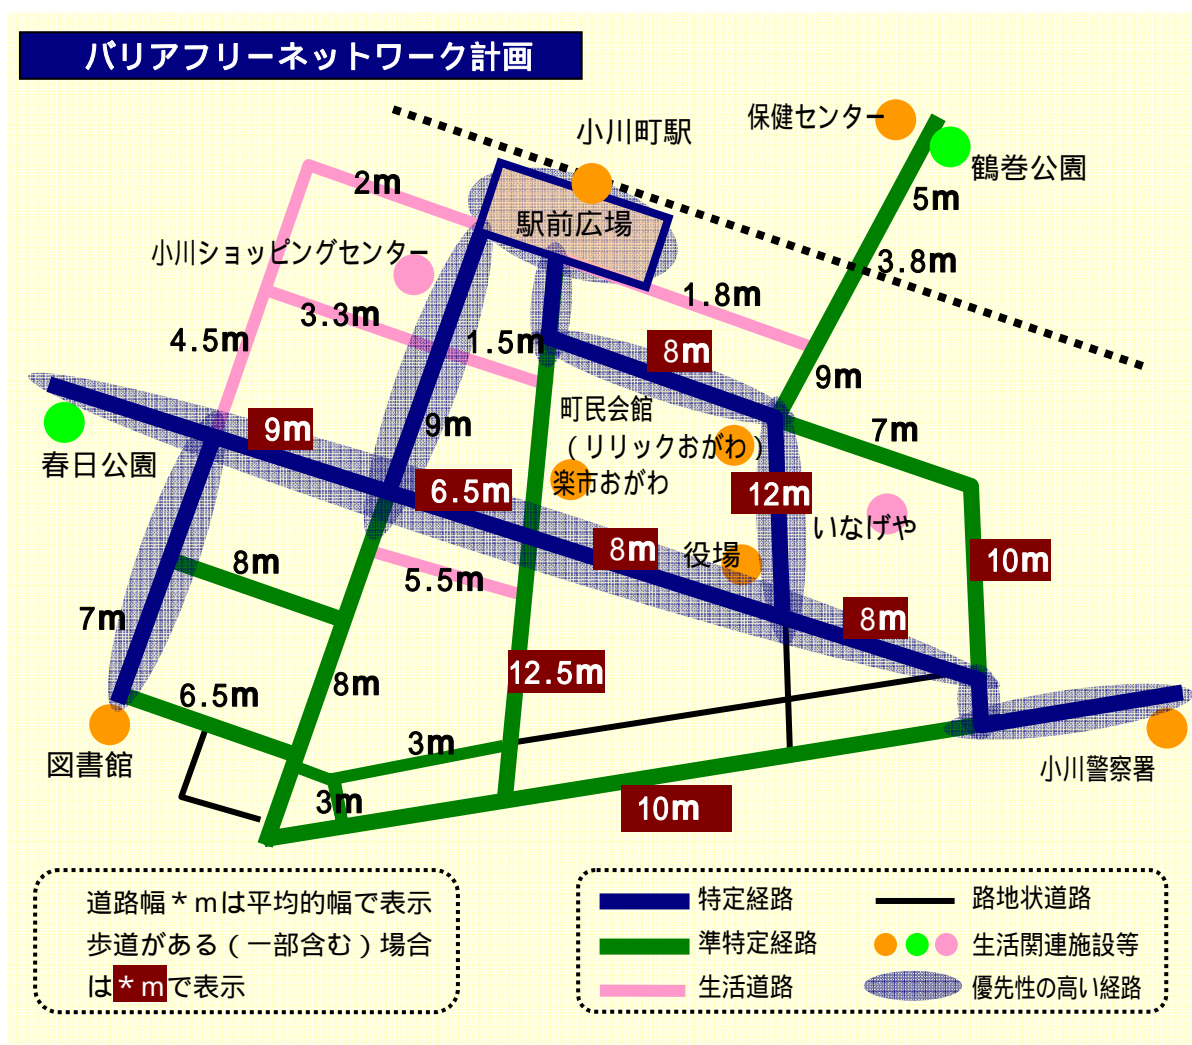 バリアフリーネットワーク計画
保健センター
小川町駅
鶴巻公園
2m
5m
駅前広場
小川ショッピングセンター
3.8m
1.8m
3.3m
4.5m
1.5m
8m
9m
町民会館
9m
9m
7m
（リリックおがわ）
春日公園
楽市おがわ
6.5m
12m
いなげや
8m
役場
10m
8m
5.5m
7m
8m
12.5m
8m
6.5m
3m
図書館
小川警察署
3m
10m
道路幅＊ｍは平均的幅で表示
歩道がある（一部含む）場合
は＊ｍで表示
特定経路
路地状道路
準特定経路
生活関連施設等
生活道路
優先性の高い経路